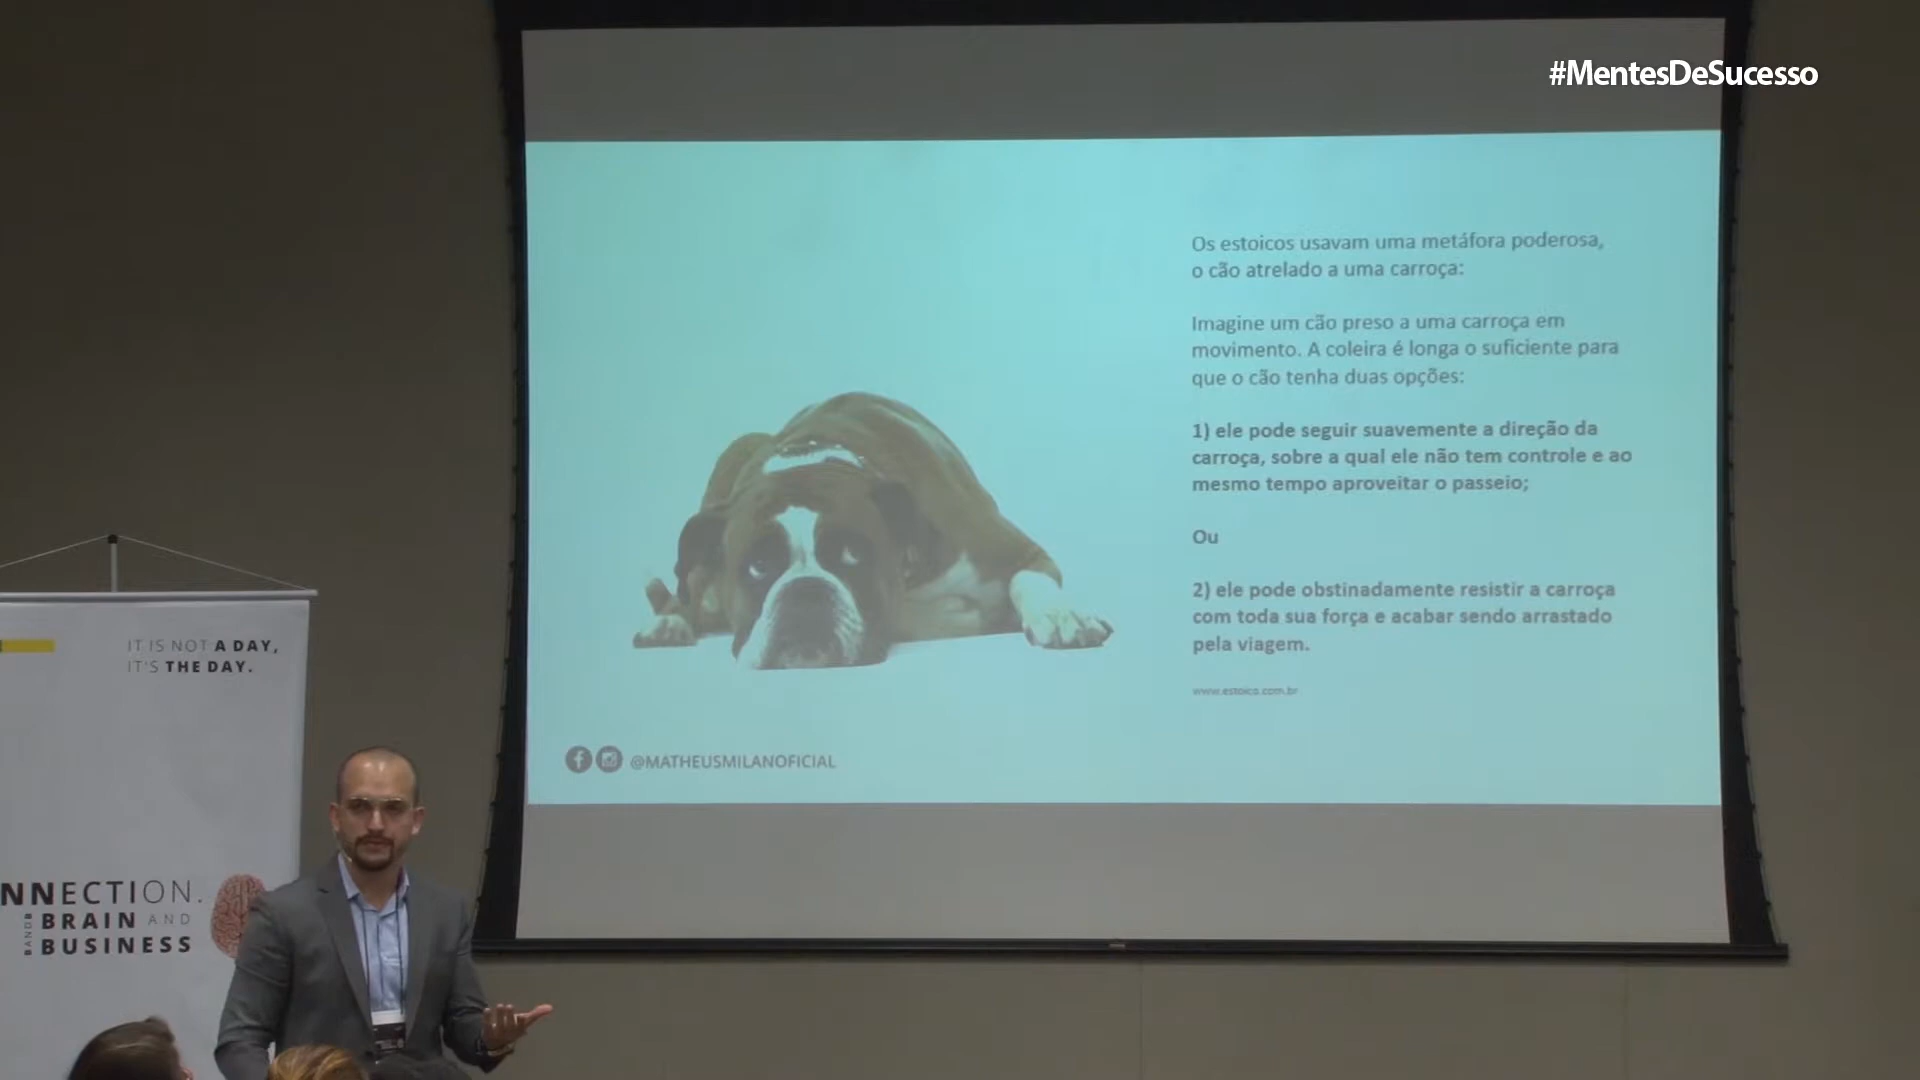 #MentesDeSucesso
Os estoicos usavam uma metáfora poderosa,
o cão atrelado a uma carroça:
Imagine um cão preso a uma carroça em
movimento. A coleira é longa o suficiente para
que o cão tenha duas opções:
1) ele pode seguir suavemente a direção da
carroça, sobre a qual ele não tem controle e ao
mesmo tempo aproveitar o passeio;
Ou
2) ele pode obstinadamente resistir a carroça
com toda sua força e acabar sendo arrastado
pela viagem.
www.estoico.com.br
@MATHEUSMILANOFICIAL
IT IS NOT A DAY,
IT'S THE DAY.
NNECTION.
BRAIN AND
BUSINESS